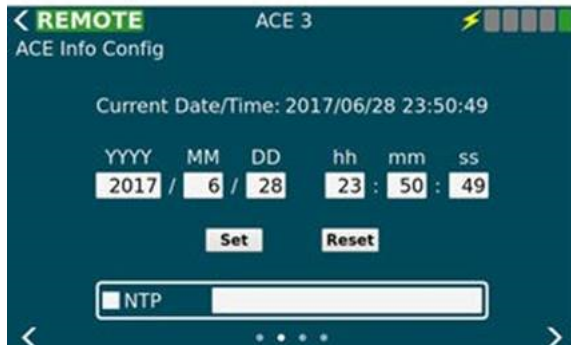 < REMOTE ACE 3
ACE Info Config
Current Date/Time: 2017/06/28 23:50:49
YYYY MM DD hh mm ss
2017 / 6 / 28 23 : 50 : 49
Set Reset
NTP
< >